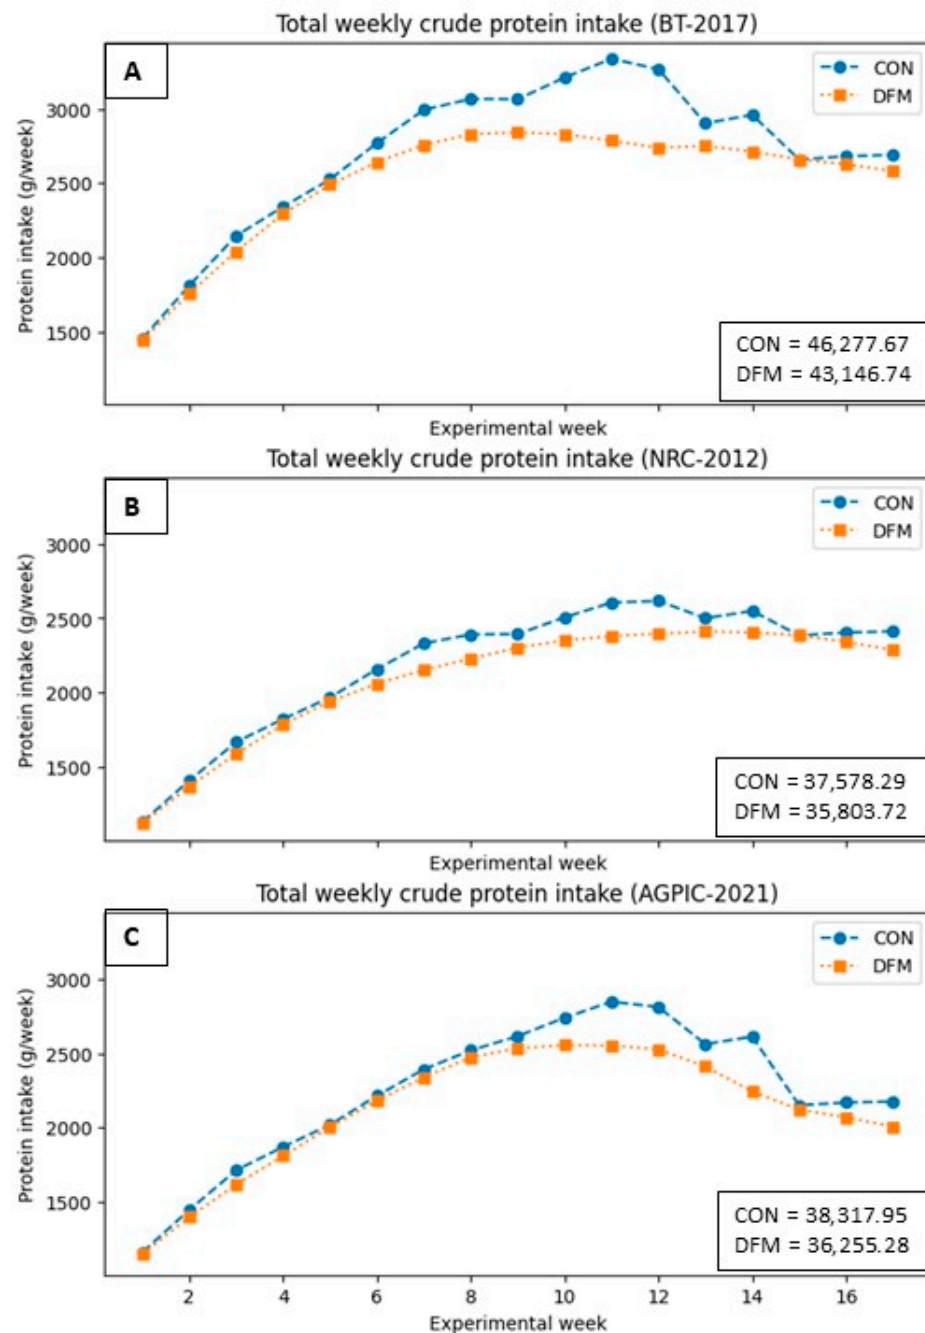 Total weekly crude protein intake (BT-2017)
A
CON
DFM
Protein intake (g/week)
3000
2500
2000
1500
CON = 46,277.67
DFM = 43,146.74
Experimental week
Total weekly crude protein intake (NRC-2012)
B
CON
DFM
Protein intake (g/week)
3000
2500
2000
1500
CON = 37,578.29
DFM = 35,803.72
Experimental week
Total weekly crude protein intake (AGPIC-2021)
C
CON
DFM
Protein intake (g/week)
3000
2500
2000
1500
CON = 38,317.95
DFM = 36,255.28
2 4 6 8 10 12 14 16
Experimental week